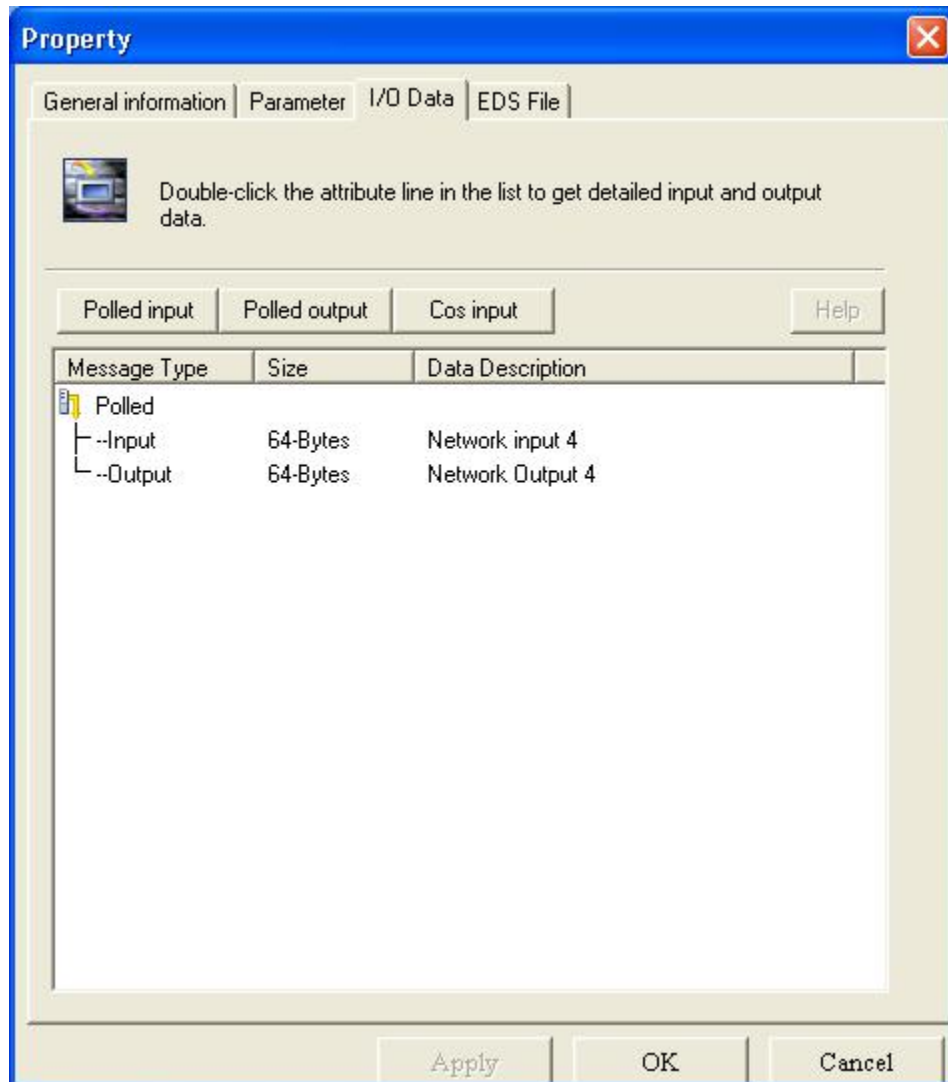 Property
General information Parameter I/O Data EDS File
Double-click the attribute line in the list to get detailed input and output
data.
Polled input Polled output Cos input Help
Message Type Size Data Description
Polled
--Input 64-Bytes Network input 4
--Output 64-Bytes Network Output 4
Apply OK Cancel